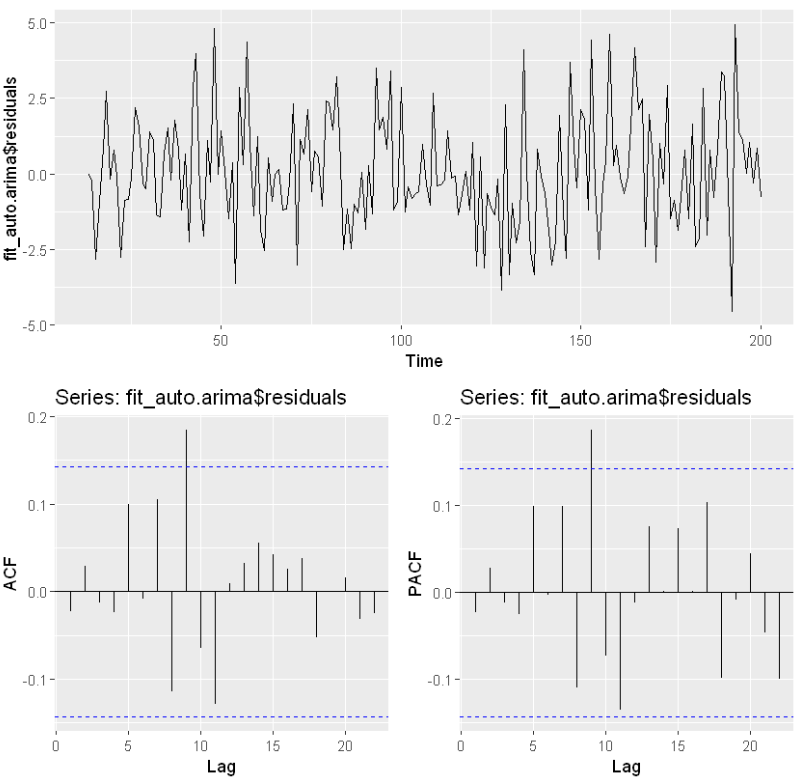 fit_auto.arima$residuals
5.0
2.5
0.0
-2.5
-5.0
50 100 150 200
Time
Series: fit_auto.arima$residuals
ACF
0.2
0.1
0.0
-0.1
0 5 10 15 20
Lag
Series: fit_auto.arima$residuals
PACF
0.2
0.1
0.0
-0.1
0 5 10 15 20
Lag